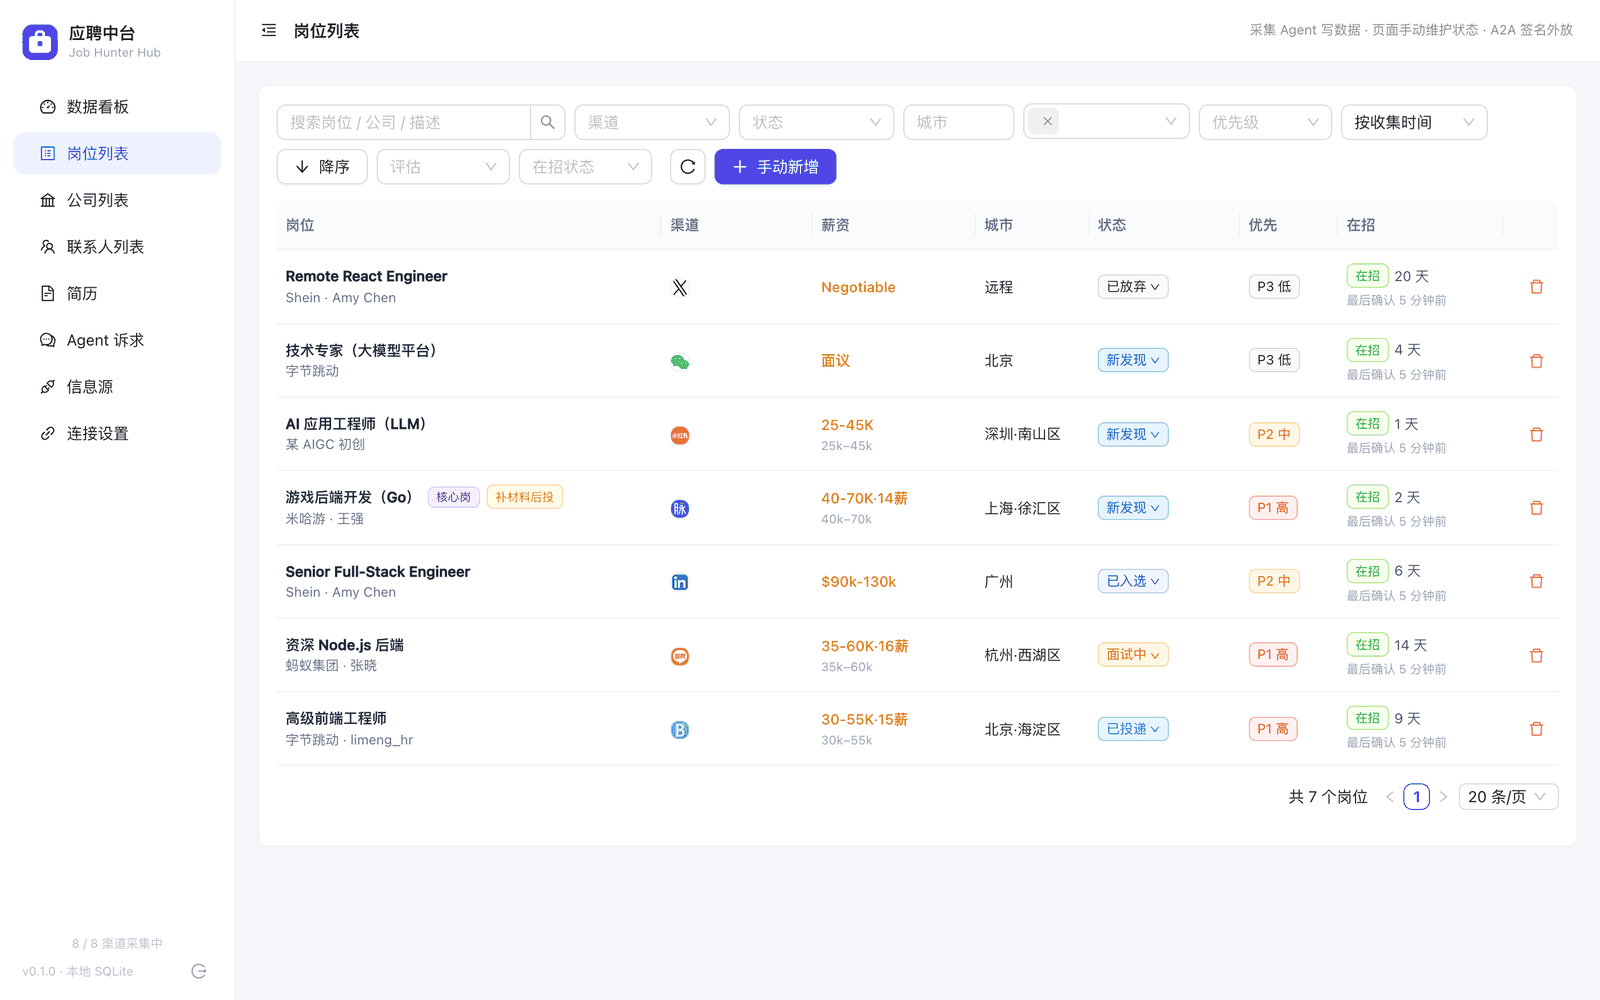 应聘中台
Job Hunter Hub
数据看板
岗位列表
公司列表
联系人列表
简历
Agent 诉求
信息源
连接设置
8 / 8 渠道采集中
v0.1.0 · 本地 SQLite
岗位列表
采集 Agent 写数据 · 页面手动维护状态 · A2A 签名外放
搜索岗位 / 公司 / 描述
渠道
状态
城市
优先级
按收集时间
降序
评估
在招状态
手动新增
岗位 渠道 薪资 城市 状态 优先 在招
Remote React Engineer
Shein · Amy Chen
Negotiable
远程
已放弃
P3 低
在招 20 天
最后确认 5 分钟前
技术专家（大模型平台）
字节跳动
面议
北京
新发现
P3 低
在招 4 天
最后确认 5 分钟前
AI 应用工程师（LLM）
某 AIGC 初创
小红书
25-45K
25k–45k
深圳·南山区
新发现
P2 中
在招 1 天
最后确认 5 分钟前
游戏后端开发（Go） 核心岗 补材料后投
米哈游 · 王强
脉
40-70K·14薪
40k–70k
上海·徐汇区
新发现
P1 高
在招 2 天
最后确认 5 分钟前
Senior Full-Stack Engineer
Shein · Amy Chen
in
$90k-130k
广州
已入选
P2 中
在招 6 天
最后确认 5 分钟前
资深 Node.js 后端
蚂蚁集团 · 张晓
35-60K·16薪
35k–60k
杭州·西湖区
面试中
P1 高
在招 14 天
最后确认 5 分钟前
高级前端工程师
字节跳动 · limeng_hr
B
30-55K·15薪
30k–55k
北京·海淀区
已投递
P1 高
在招 9 天
最后确认 5 分钟前
共 7 个岗位
1
20 条/页